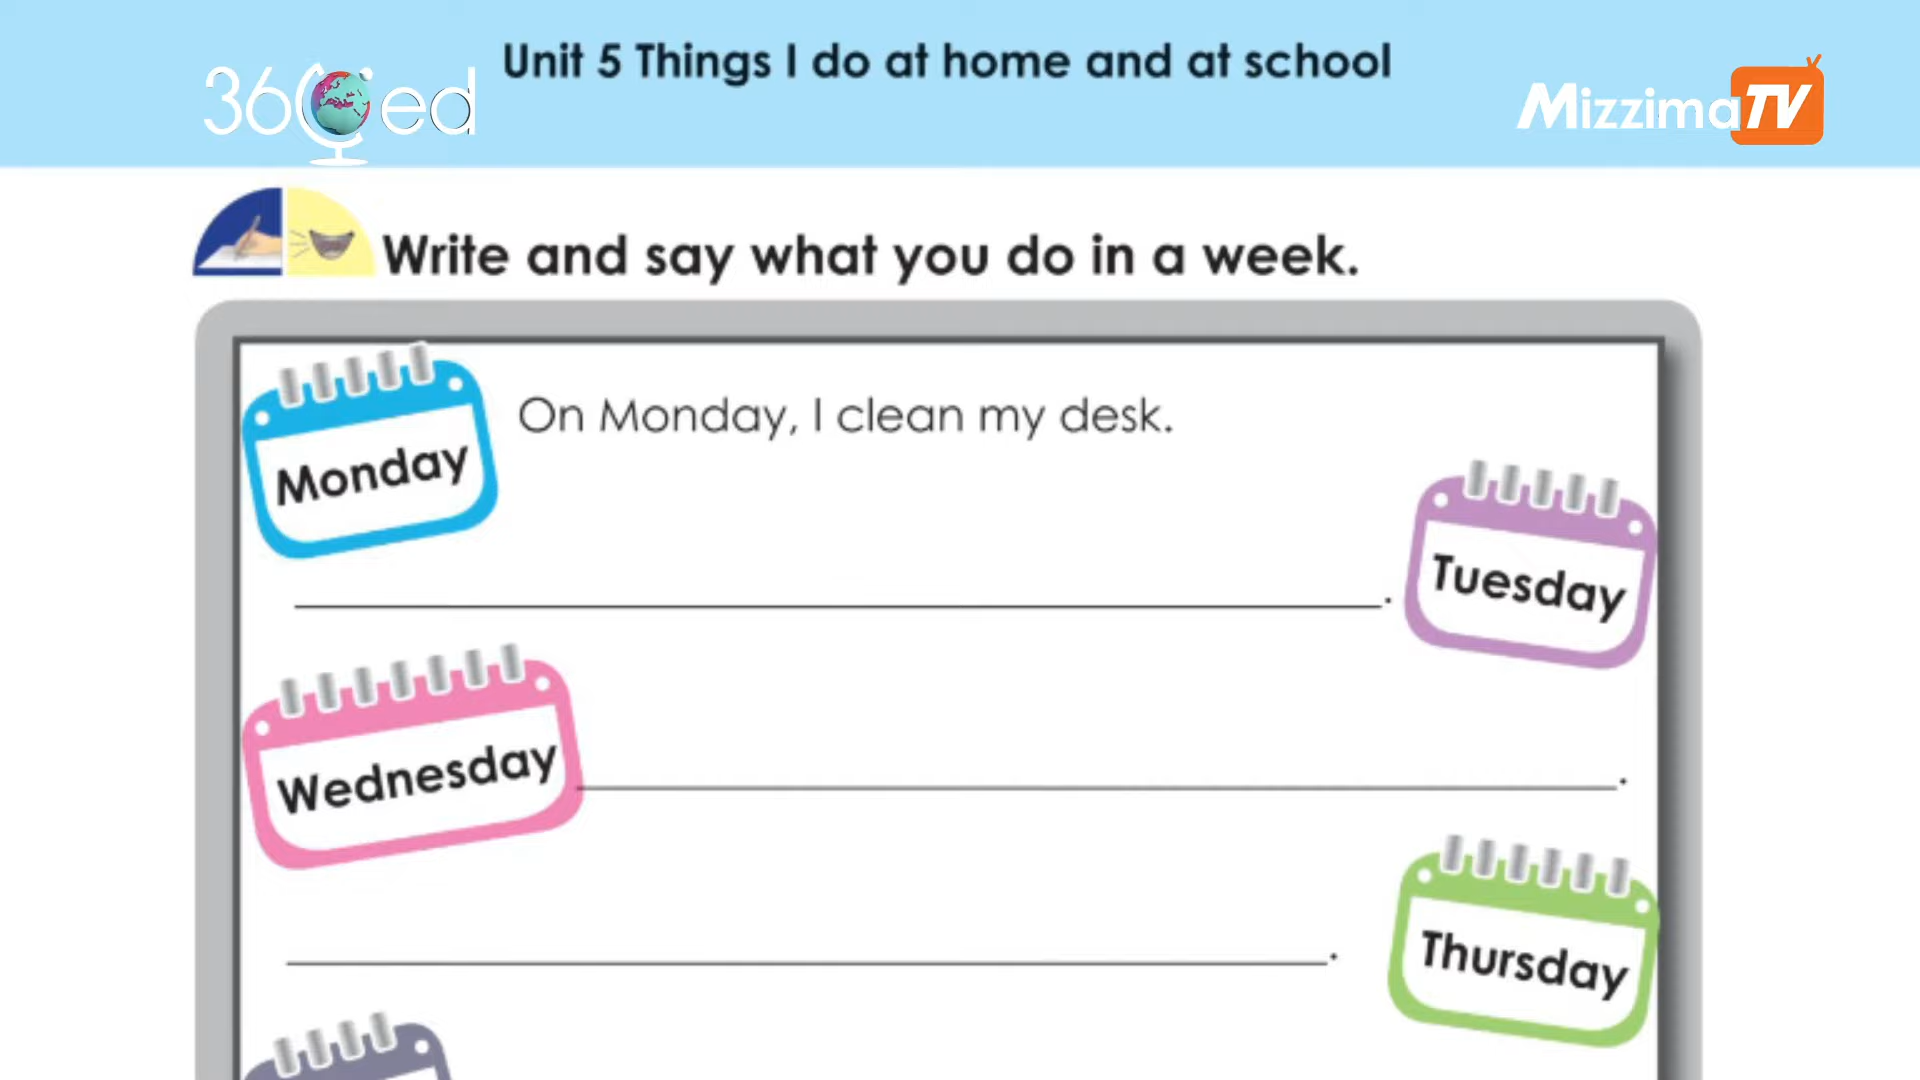 Unit 5 Things I do at home and at school
360ed
MizzimaTV
Write and say what you do in a week.
Monday
On Monday, I clean my desk.
Tuesday
Wednesday
Thursday